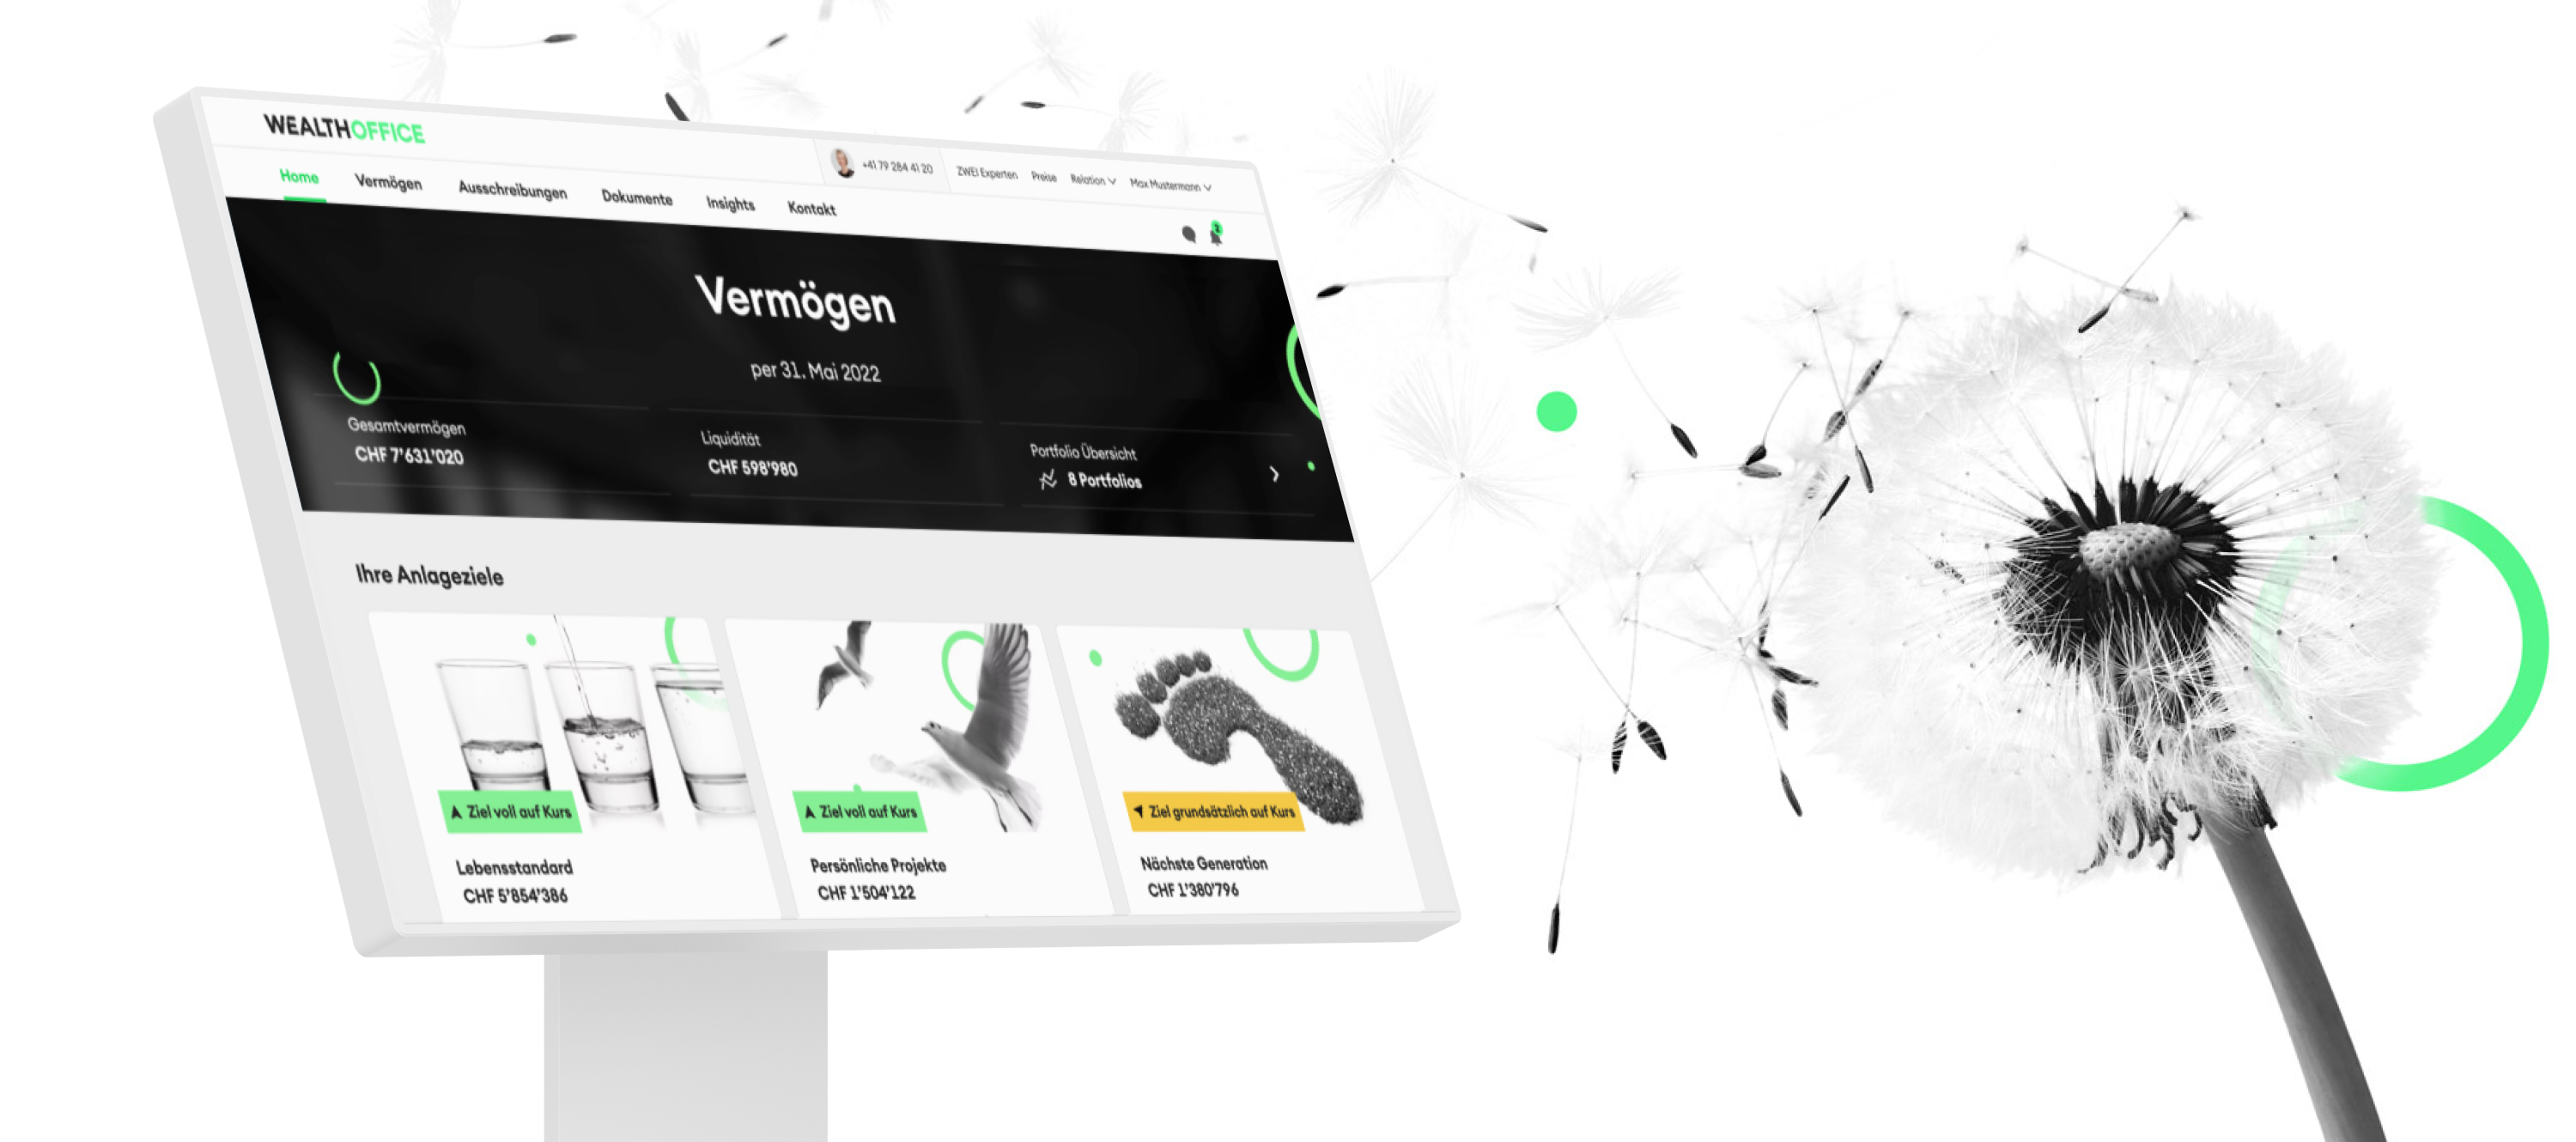 WEALTHOFFICE
+41 79 284 41 20
ZWEI Experten
Preise
Relation
Max Mustermann
Home
Vermögen
Ausschreibungen
Dokumente
Insights
Kontakt
2
Vermögen
per 31. Mai 2022
Gesamtvermögen
CHF 7'631'020
Liquidität
CHF 598'980
Portfolio Übersicht
8 Portfolios
Ihre Anlageziele
Ziel voll auf Kurs
Lebensstandard
CHF 5'854'386
Ziel voll auf Kurs
Persönliche Projekte
CHF 1'504'122
Ziel grundsätzlich auf Kurs
Nächste Generation
CHF 1'380'796